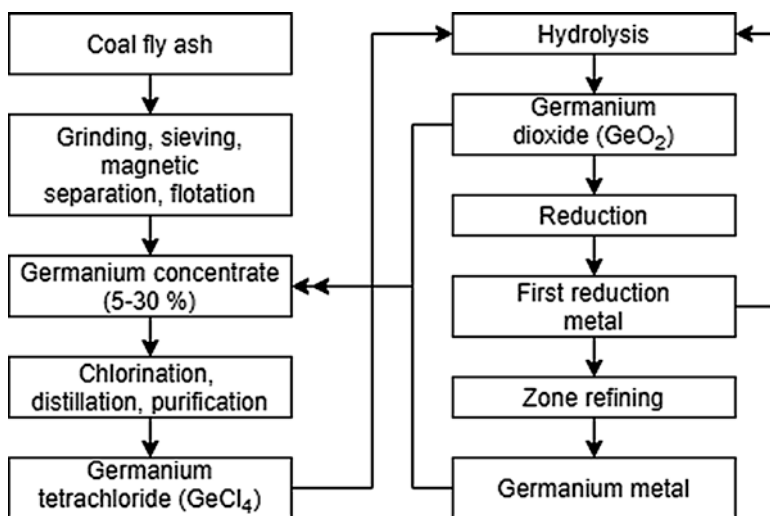 Coal fly ash
Grinding, sieving,
magnetic
separation, flotation
Germanium concentrate
(5-30 %)
Chlorination,
distillation, purification
Germanium
tetrachloride (GeCl₄)
Hydrolysis
Germanium
dioxide (GeO₂)
Reduction
First reduction
metal
Zone refining
Germanium metal